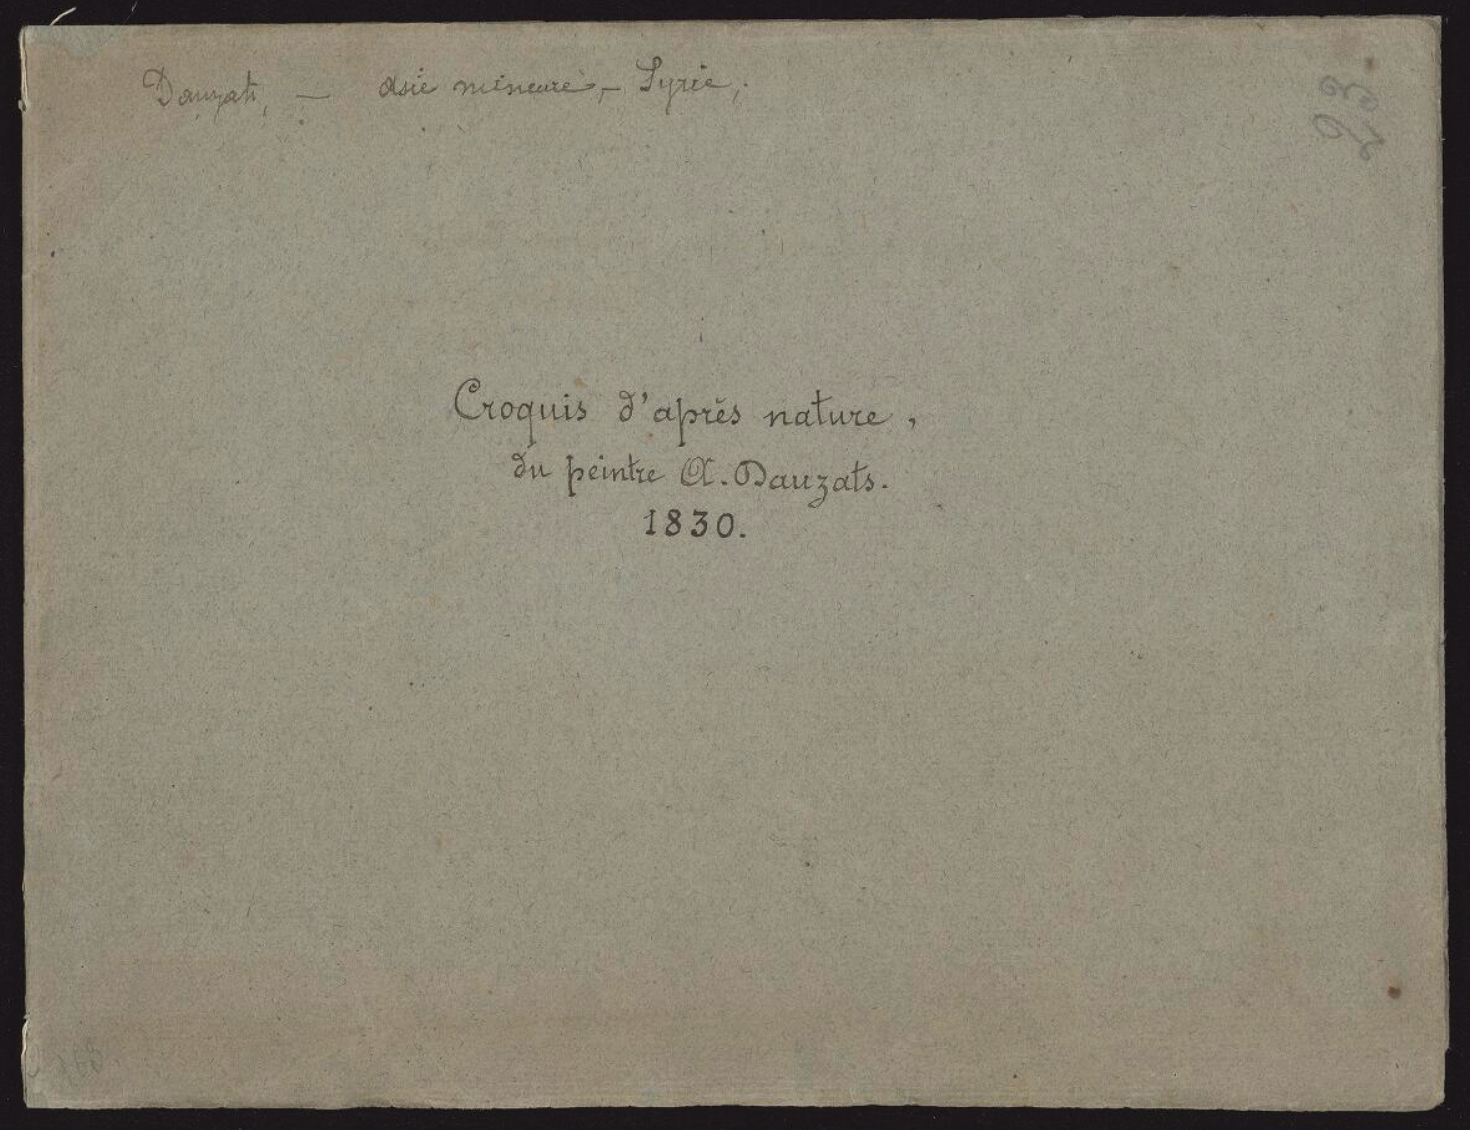 Dauzats, — Asie mineure, — Syrie,.
Croquis d'après nature,
du peintre A. Dauzats.
1830.